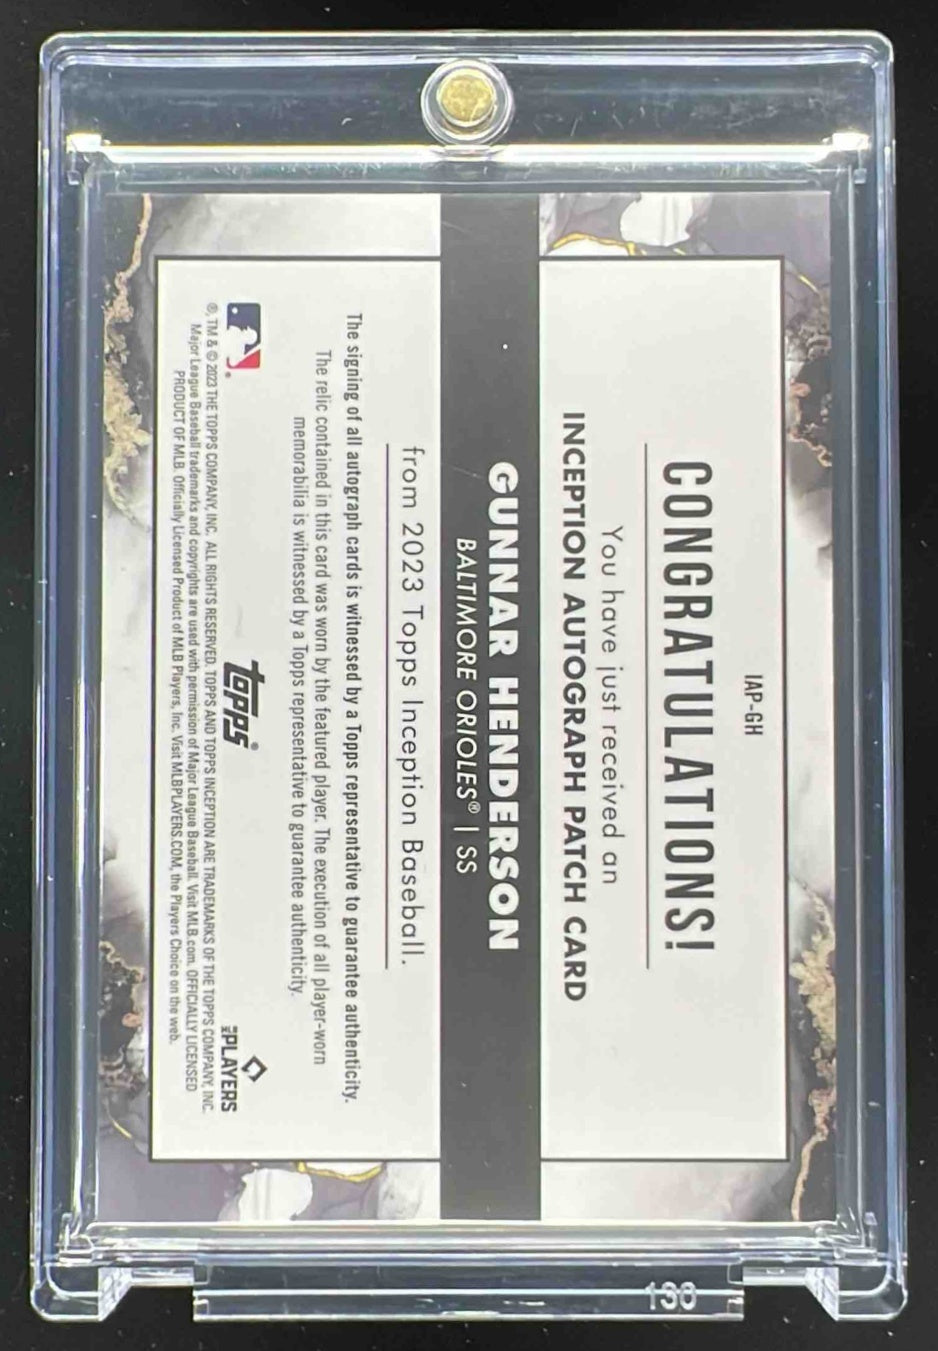 IAP-GH
CONGRATULATIONS!
You have just received an
INCEPTION AUTOGRAPH PATCH CARD
GUNNAR HENDERSON
BALTIMORE ORIOLES® | SS
from 2023 Topps Inception Baseball.
The signing of all autograph cards is witnessed by a Topps representative to guarantee authenticity.
The relic contained in this card was worn by the featured player. The execution of all player-worn
memorabilia is witnessed by a Topps representative to guarantee authenticity.
topps®
PLAYERS
®, TM & © 2023 THE TOPPS COMPANY, INC. ALL RIGHTS RESERVED. TOPPS AND TOPPS INCEPTION ARE TRADEMARKS OF THE TOPPS COMPANY, INC.
Major League Baseball trademarks and copyrights are used with permission of Major League Baseball. Visit MLB.com. OFFICIALLY LICENSED
PRODUCT OF MLB. Officially Licensed Product of MLB Players, Inc. Visit MLBPLAYERS.COM, the Players Choice on the web.